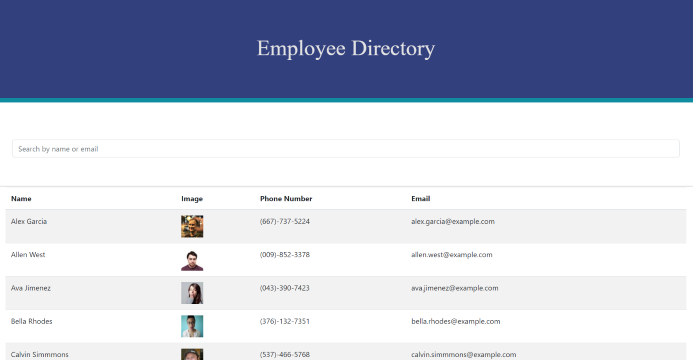 Employee Directory
Search by name or email
Name Image Phone Number Email
Alex Garcia (667)-737-5224 alex.garcia@example.com
Allen West (009)-852-3378 allen.west@example.com
Ava Jimenez (043)-390-7423 ava.jimenez@example.com
Bella Rhodes (376)-132-7351 bella.rhodes@example.com
Calvin Simmmons (537)-466-5768 calvin.simmmons@example.com